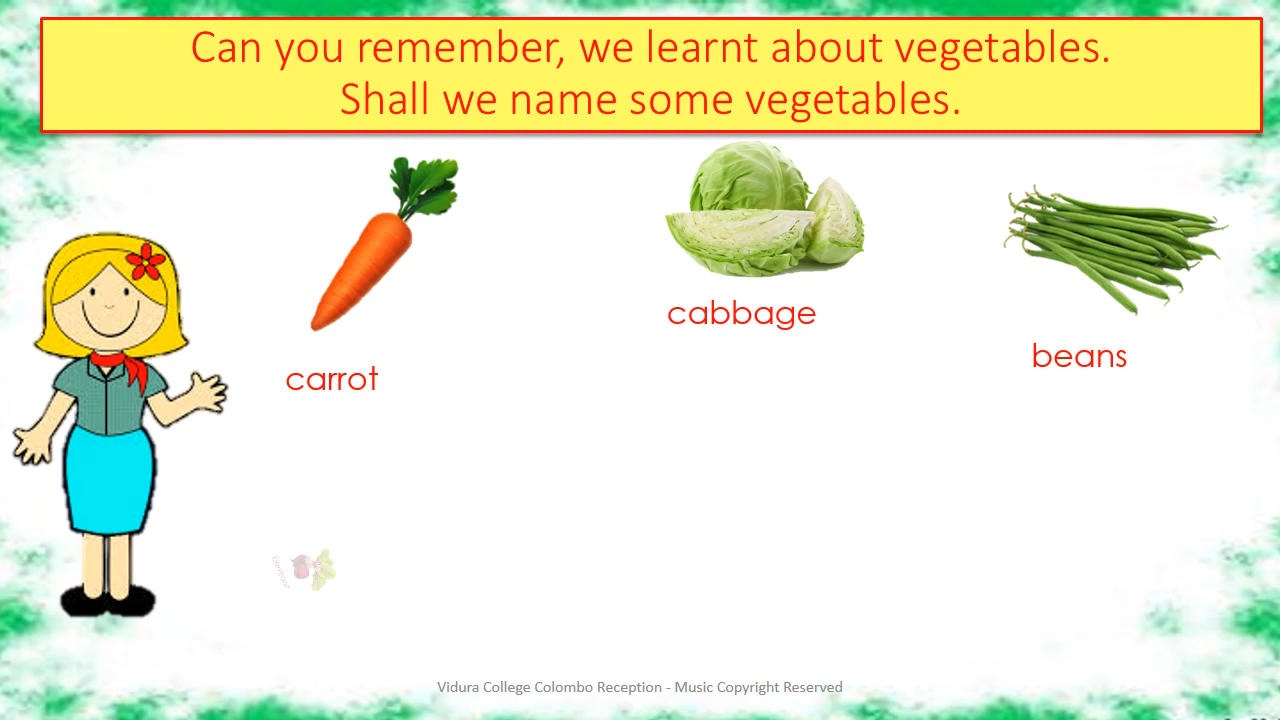 Can you remember, we learnt about vegetables.
Shall we name some vegetables.
cabbage
beans
carrot
Vidura College Colombo Reception - Music Copyright Reserved